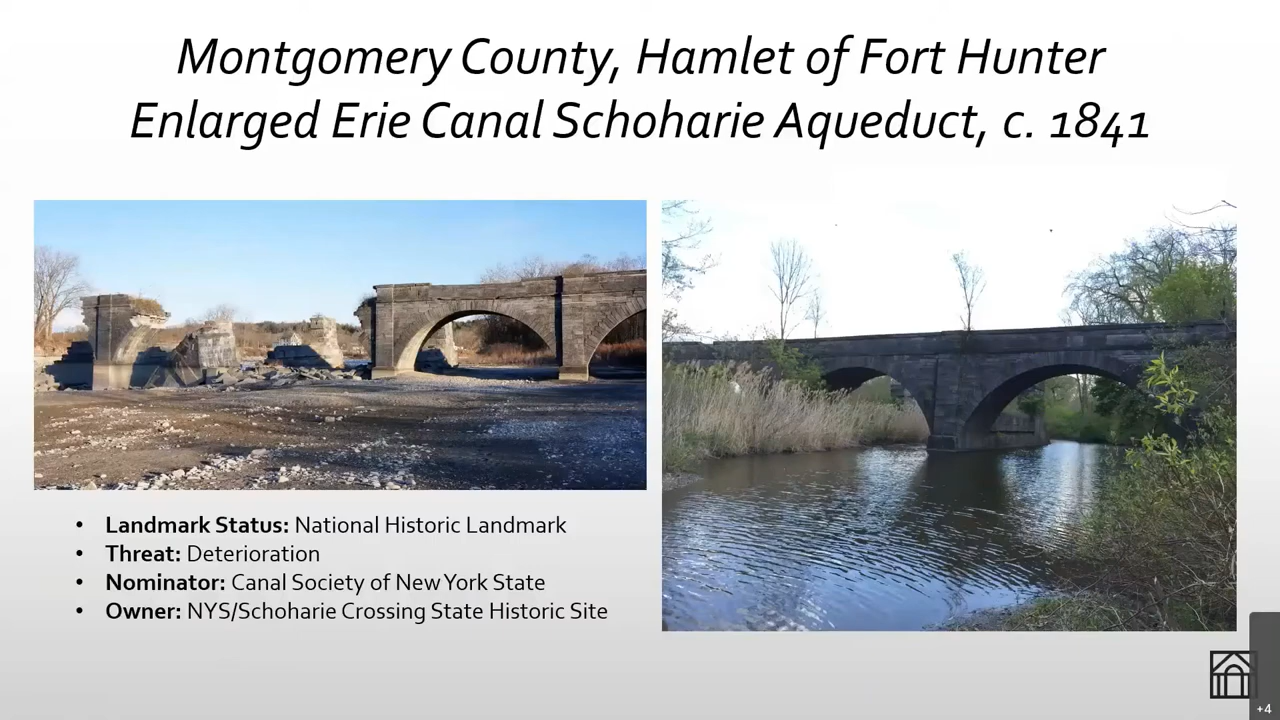 Montgomery County, Hamlet of Fort Hunter
Enlarged Erie Canal Schoharie Aqueduct, c. 1841
• Landmark Status: National Historic Landmark
• Threat: Deterioration
• Nominator: Canal Society of New York State
• Owner: NYS/Schoharie Crossing State Historic Site
+4